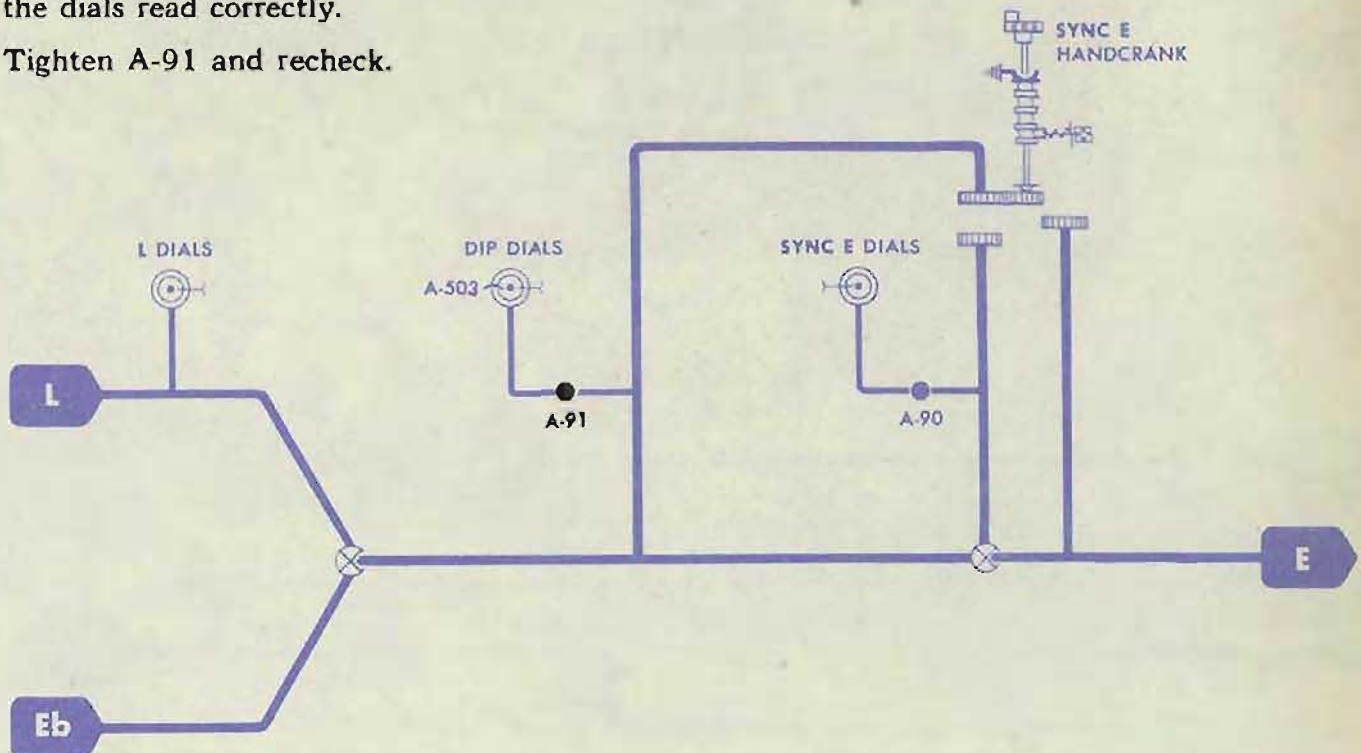 the dials read correctly.
Tighten A-91 and recheck.
SYNC E
HANDCRANK
L DIALS
DIP DIALS
SYNC E DIALS
A-503
L
A-91
A-90
E
Eb